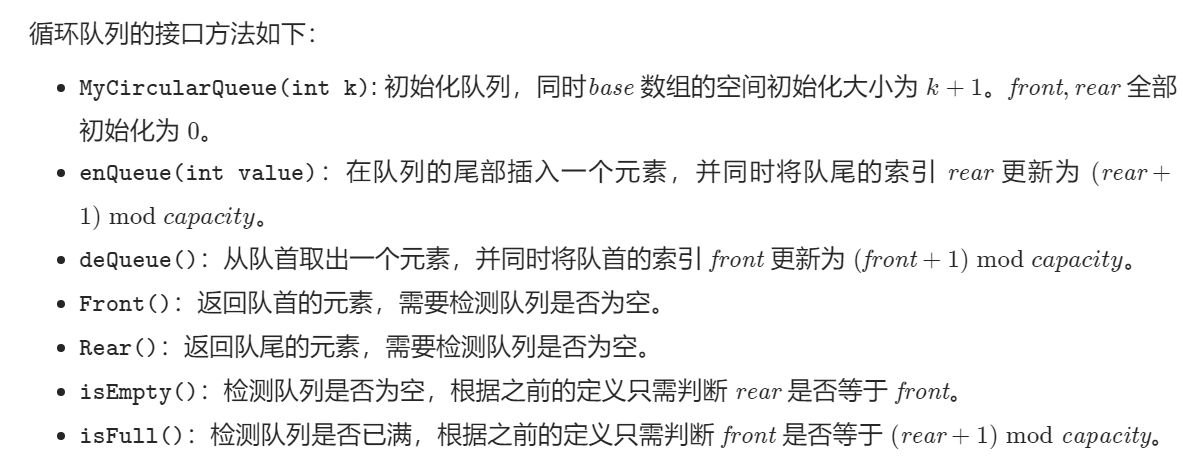 循环队列的接口方法如下：
• MyCircularQueue(int k): 初始化队列，同时base 数组的空间初始化大小为 k + 1。front, rear 全部
初始化为 0。
• enQueue(int value)：在队列的尾部插入一个元素，并同时将队尾的索引 rear 更新为 (rear +
1) mod capacity。
• deQueue()：从队首取出一个元素，并同时将队首的索引 front 更新为 (front + 1) mod capacity。
• Front()：返回队首的元素，需要检测队列是否为空。
• Rear()：返回队尾的元素，需要检测队列是否为空。
• isEmpty()：检测队列是否为空，根据之前的定义只需判断 rear 是否等于 front。
• isFull()：检测队列是否已满，根据之前的定义只需判断 front 是否等于 (rear + 1) mod capacity。